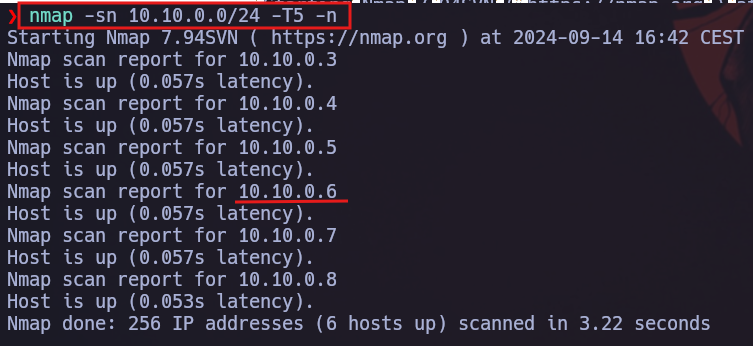 ❯ nmap -sn 10.10.0.0/24 -T5 -n
Starting Nmap 7.94SVN ( https://nmap.org ) at 2024-09-14 16:42 CEST
Nmap scan report for 10.10.0.3
Host is up (0.057s latency).
Nmap scan report for 10.10.0.4
Host is up (0.057s latency).
Nmap scan report for 10.10.0.5
Host is up (0.057s latency).
Nmap scan report for 10.10.0.6
Host is up (0.057s latency).
Nmap scan report for 10.10.0.7
Host is up (0.057s latency).
Nmap scan report for 10.10.0.8
Host is up (0.053s latency).
Nmap done: 256 IP addresses (6 hosts up) scanned in 3.22 seconds